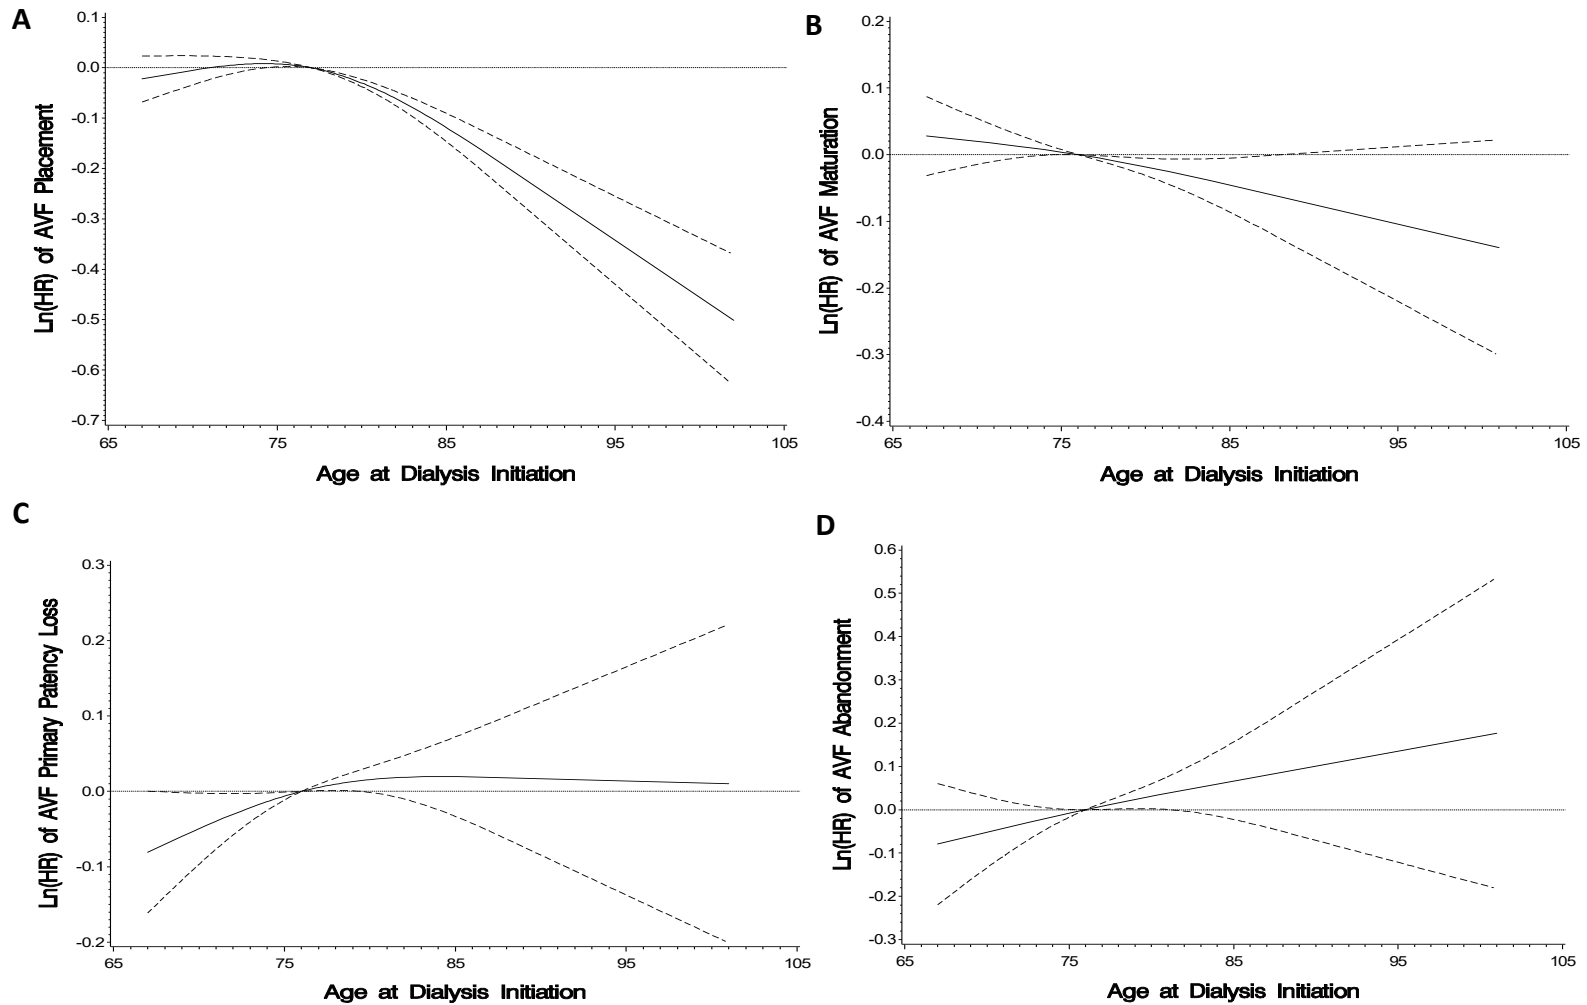 A
0.1
0.0
-0.1
-0.2
-0.3
-0.4
-0.5
-0.6
-0.7
Ln(HR) of AVF Placement
65 75 85 95 105
Age at Dialysis Initiation
B
0.2
0.1
0.0
-0.1
-0.2
-0.3
-0.4
Ln(HR) of AVF Maturation
65 75 85 95 105
Age at Dialysis Initiation
C
0.3
0.2
0.1
0.0
-0.1
-0.2
Ln(HR) of AVF Primary Patency Loss
65 75 85 95 105
Age at Dialysis Initiation
D
0.6
0.5
0.4
0.3
0.2
0.1
0.0
-0.1
-0.2
-0.3
Ln(HR) of AVF Abandonment
65 75 85 95 105
Age at Dialysis Initiation